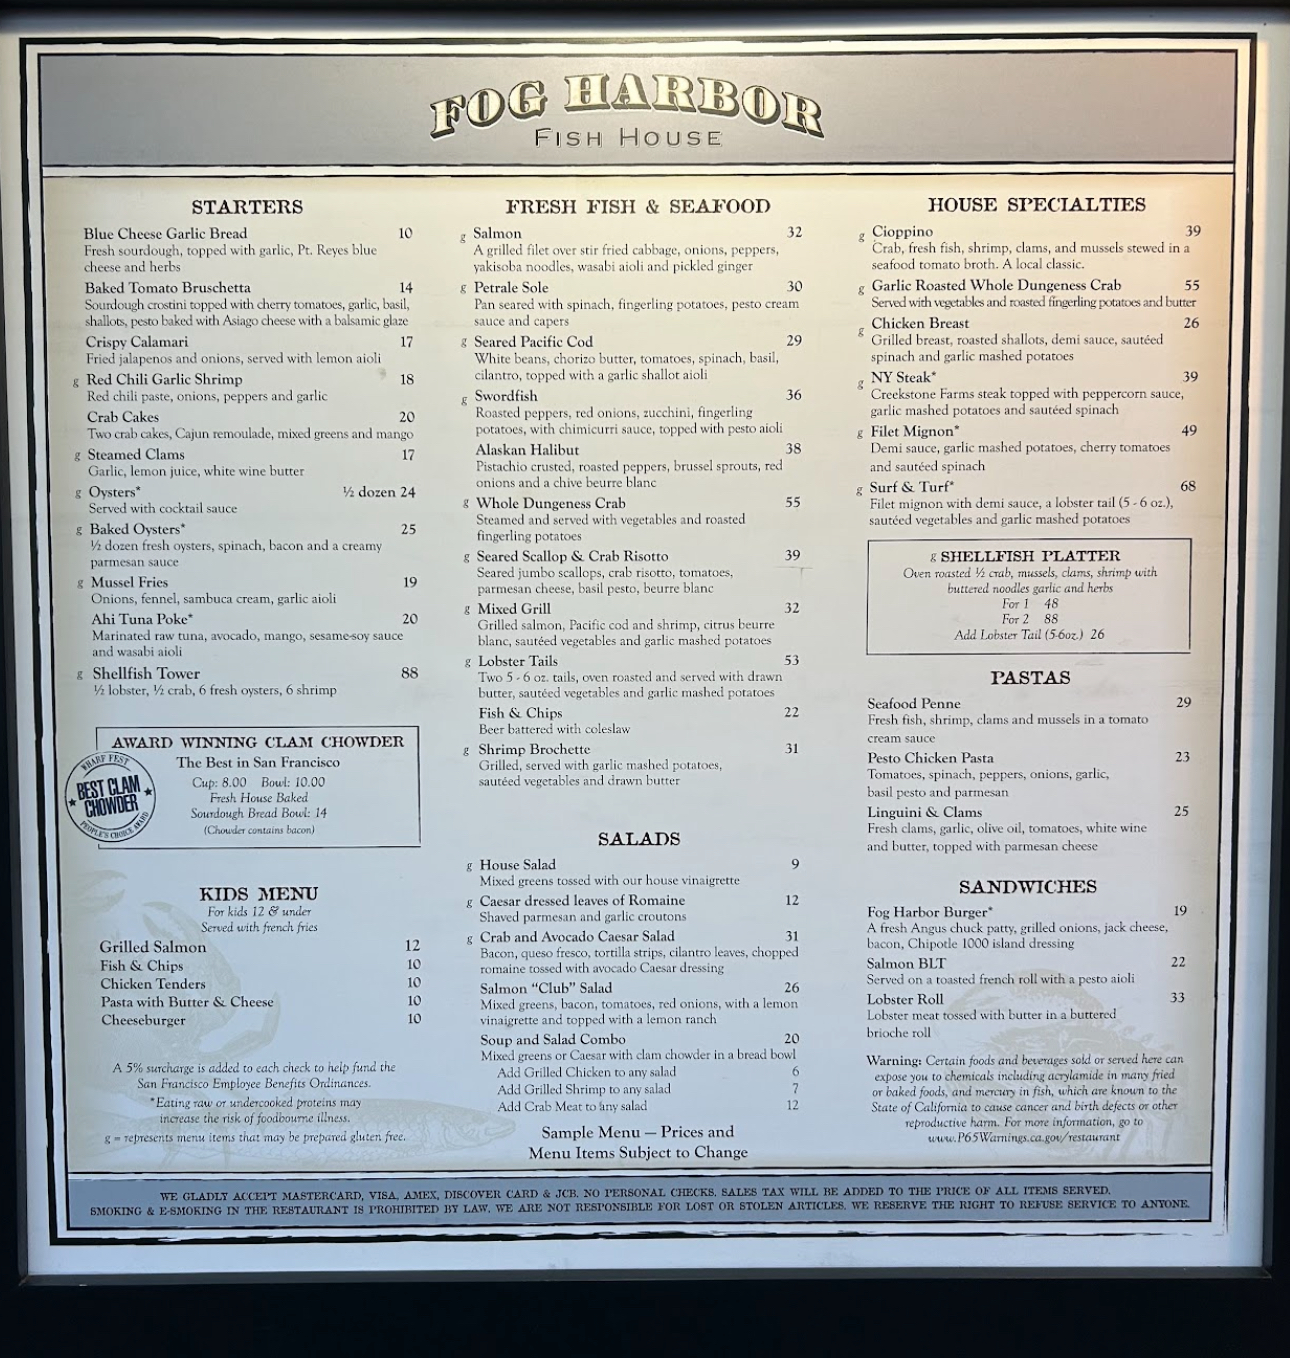 FOG HARBOR
FISH HOUSE
STARTERS
Blue Cheese Garlic Bread 10
Fresh sourdough, topped with garlic, Pt. Reyes blue
cheese and herbs
Baked Tomato Bruschetta 14
Sourdough crostini topped with cherry tomatoes, garlic, basil,
shallots, pesto baked with Asiago cheese with a balsamic glaze
Crispy Calamari 17
Fried jalapenos and onions, served with lemon aioli
g Red Chili Garlic Shrimp 18
Red chili paste, onions, peppers and garlic
Crab Cakes 20
Two crab cakes, Cajun remoulade, mixed greens and mango
g Steamed Clams 17
Garlic, lemon juice, white wine butter
g Oysters* ½ dozen 24
Served with cocktail sauce
g Baked Oysters* 25
½ dozen fresh oysters, spinach, bacon and a creamy
parmesan sauce
g Mussel Fries 19
Onions, fennel, sambuca cream, garlic aioli
Ahi Tuna Poke* 20
Marinated raw tuna, avocado, mango, sesame-soy sauce
and wasabi aioli
g Shellfish Tower 88
½ lobster, ½ crab, 6 fresh oysters, 6 shrimp
AWARD WINNING CLAM CHOWDER
The Best in San Francisco
Cup: 8.00 Bowl: 10.00
Fresh House Baked
Sourdough Bread Bowl: 14
(Chowder contains bacon)
WHARF FEST
BEST CLAM
CHOWDER
PEOPLE'S CHOICE AWARD
KIDS MENU
For kids 12 & under
Served with french fries
Grilled Salmon 12
Fish & Chips 10
Chicken Tenders 10
Pasta with Butter & Cheese 10
Cheeseburger 10
A 5% surcharge is added to each check to help fund the
San Francisco Employee Benefits Ordinances.
*Eating raw or undercooked proteins may
increase the risk of foodbourne illness.
g = represents menu items that may be prepared gluten free.
FRESH FISH & SEAFOOD
g Salmon 32
A grilled filet over stir fried cabbage, onions, peppers,
yakisoba noodles, wasabi aioli and pickled ginger
g Petrale Sole 30
Pan seared with spinach, fingerling potatoes, pesto cream
sauce and capers
g Seared Pacific Cod 29
White beans, chorizo butter, tomatoes, spinach, basil,
cilantro, topped with a garlic shallot aioli
g Swordfish 36
Roasted peppers, red onions, zucchini, fingerling
potatoes, with chimicurri sauce, topped with pesto aioli
Alaskan Halibut 38
Pistachio crusted, roasted peppers, brussel sprouts, red
onions and a chive beurre blanc
g Whole Dungeness Crab 55
Steamed and served with vegetables and roasted
fingerling potatoes
g Seared Scallop & Crab Risotto 39
Seared jumbo scallops, crab risotto, tomatoes,
parmesan cheese, basil pesto, beurre blanc
g Mixed Grill 32
Grilled salmon, Pacific cod and shrimp, citrus beurre
blanc, sautéed vegetables and garlic mashed potatoes
g Lobster Tails 53
Two 5 - 6 oz. tails, oven roasted and served with drawn
butter, sautéed vegetables and garlic mashed potatoes
Fish & Chips 22
Beer battered with coleslaw
g Shrimp Brochette 31
Grilled, served with garlic mashed potatoes,
sautéed vegetables and drawn butter
SALADS
g House Salad 9
Mixed greens tossed with our house vinaigrette
g Caesar dressed leaves of Romaine 12
Shaved parmesan and garlic croutons
g Crab and Avocado Caesar Salad 31
Bacon, queso fresco, tortilla strips, cilantro leaves, chopped
romaine tossed with avocado Caesar dressing
Salmon “Club” Salad 26
Mixed greens, bacon, tomatoes, red onions, with a lemon
vinaigrette and topped with a lemon ranch
Soup and Salad Combo 20
Mixed greens or Caesar with clam chowder in a bread bowl
Add Grilled Chicken to any salad 6
Add Grilled Shrimp to any salad 7
Add Crab Meat to any salad 12
Sample Menu – Prices and
Menu Items Subject to Change
HOUSE SPECIALTIES
g Cioppino 39
Crab, fresh fish, shrimp, clams, and mussels stewed in a
seafood tomato broth. A local classic.
g Garlic Roasted Whole Dungeness Crab 55
Served with vegetables and roasted fingerling potatoes and butter
g Chicken Breast 26
Grilled breast, roasted shallots, demi sauce, sautéed
spinach and garlic mashed potatoes
g NY Steak* 39
Creekstone Farms steak topped with peppercorn sauce,
garlic mashed potatoes and sautéed spinach
g Filet Mignon* 49
Demi sauce, garlic mashed potatoes, cherry tomatoes
and sautéed spinach
g Surf & Turf* 68
Filet mignon with demi sauce, a lobster tail (5 - 6 oz.),
sautéed vegetables and garlic mashed potatoes
g SHELLFISH PLATTER
Oven roasted ½ crab, mussels, clams, shrimp with
buttered noodles garlic and herbs
For 1 48
For 2 88
Add Lobster Tail (5-6oz.) 26
PASTAS
Seafood Penne 29
Fresh fish, shrimp, clams and mussels in a tomato
cream sauce
Pesto Chicken Pasta 23
Tomatoes, spinach, peppers, onions, garlic,
basil pesto and parmesan
Linguini & Clams 25
Fresh clams, garlic, olive oil, tomatoes, white wine
and butter, topped with parmesan cheese
SANDWICHES
Fog Harbor Burger* 19
A fresh Angus chuck patty, grilled onions, jack cheese,
bacon, Chipotle 1000 island dressing
Salmon BLT 22
Served on a toasted french roll with a pesto aioli
Lobster Roll 33
Lobster meat tossed with butter in a buttered
brioche roll
Warning: Certain foods and beverages sold or served here can
expose you to chemicals including acrylamide in many fried
or baked foods, and mercury in fish, which are known to the
State of California to cause cancer and birth defects or other
reproductive harm. For more information, go to
www.P65Warnings.ca.gov/restaurant
WE GLADLY ACCEPT MASTERCARD, VISA, AMEX, DISCOVER CARD & JCB. NO PERSONAL CHECKS. SALES TAX WILL BE ADDED TO THE PRICE OF ALL ITEMS SERVED.
SMOKING & E-SMOKING IN THE RESTAURANT IS PROHIBITED BY LAW. WE ARE NOT RESPONSIBLE FOR LOST OR STOLEN ARTICLES. WE RESERVE THE RIGHT TO REFUSE SERVICE TO ANYONE.